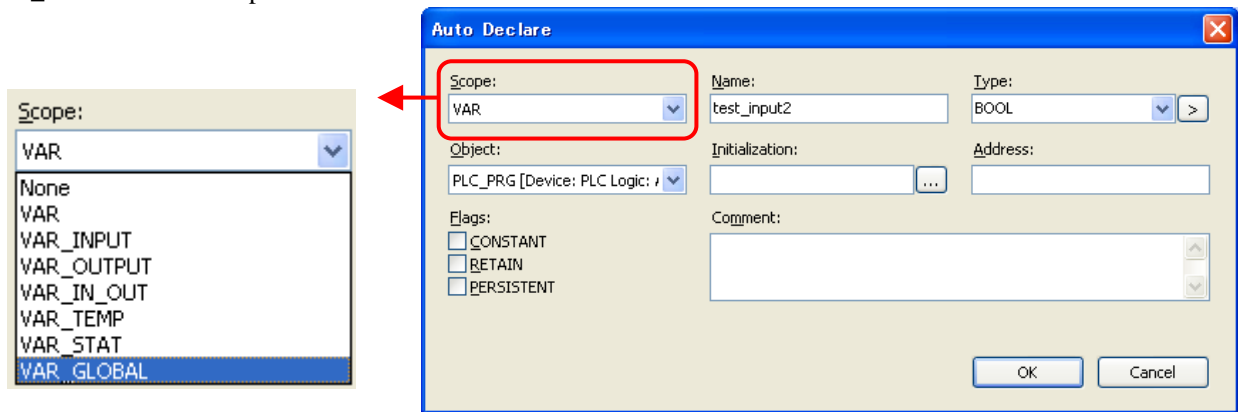 Auto Declare
Scope:
VAR
None
VAR
VAR_INPUT
VAR_OUTPUT
VAR_IN_OUT
VAR_TEMP
VAR_STAT
VAR_GLOBAL
Scope: Name: Type:
VAR test_input2 BOOL >
Object: Initialization: Address:
PLC_PRG [Device: PLC Logic: ...
Flags: Comment:
CONSTANT
RETAIN
PERSISTENT
OK Cancel